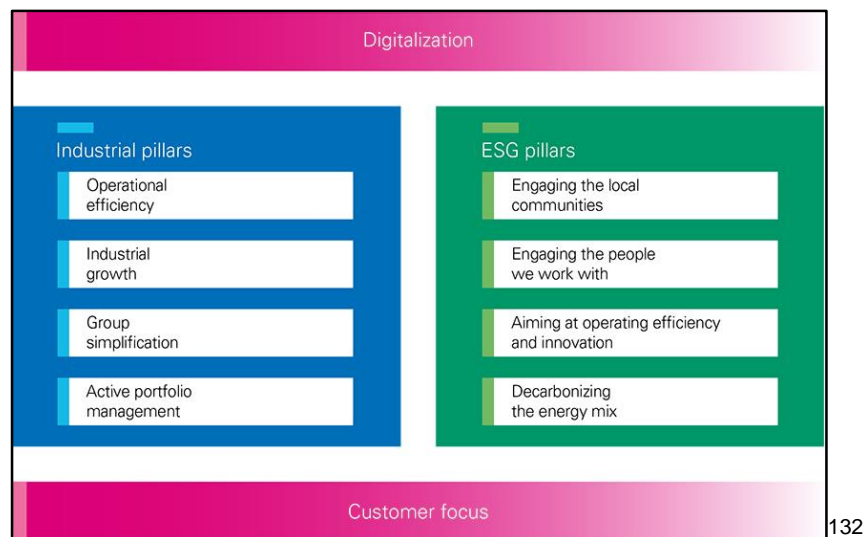 Digitalization
Industrial pillars
Operational
efficiency
Industrial
growth
Group
simplification
Active portfolio
management
ESG pillars
Engaging the local
communities
Engaging the people
we work with
Aiming at operating efficiency
and innovation
Decarbonizing
the energy mix
Customer focus
132